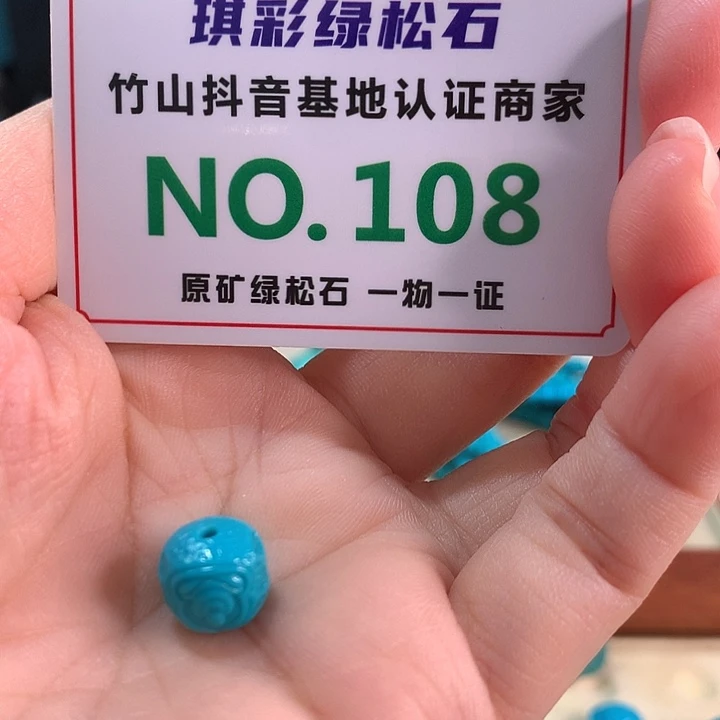 琪彩绿松石
竹山抖音基地认证商家
NO.108
原矿绿松石 一物一证